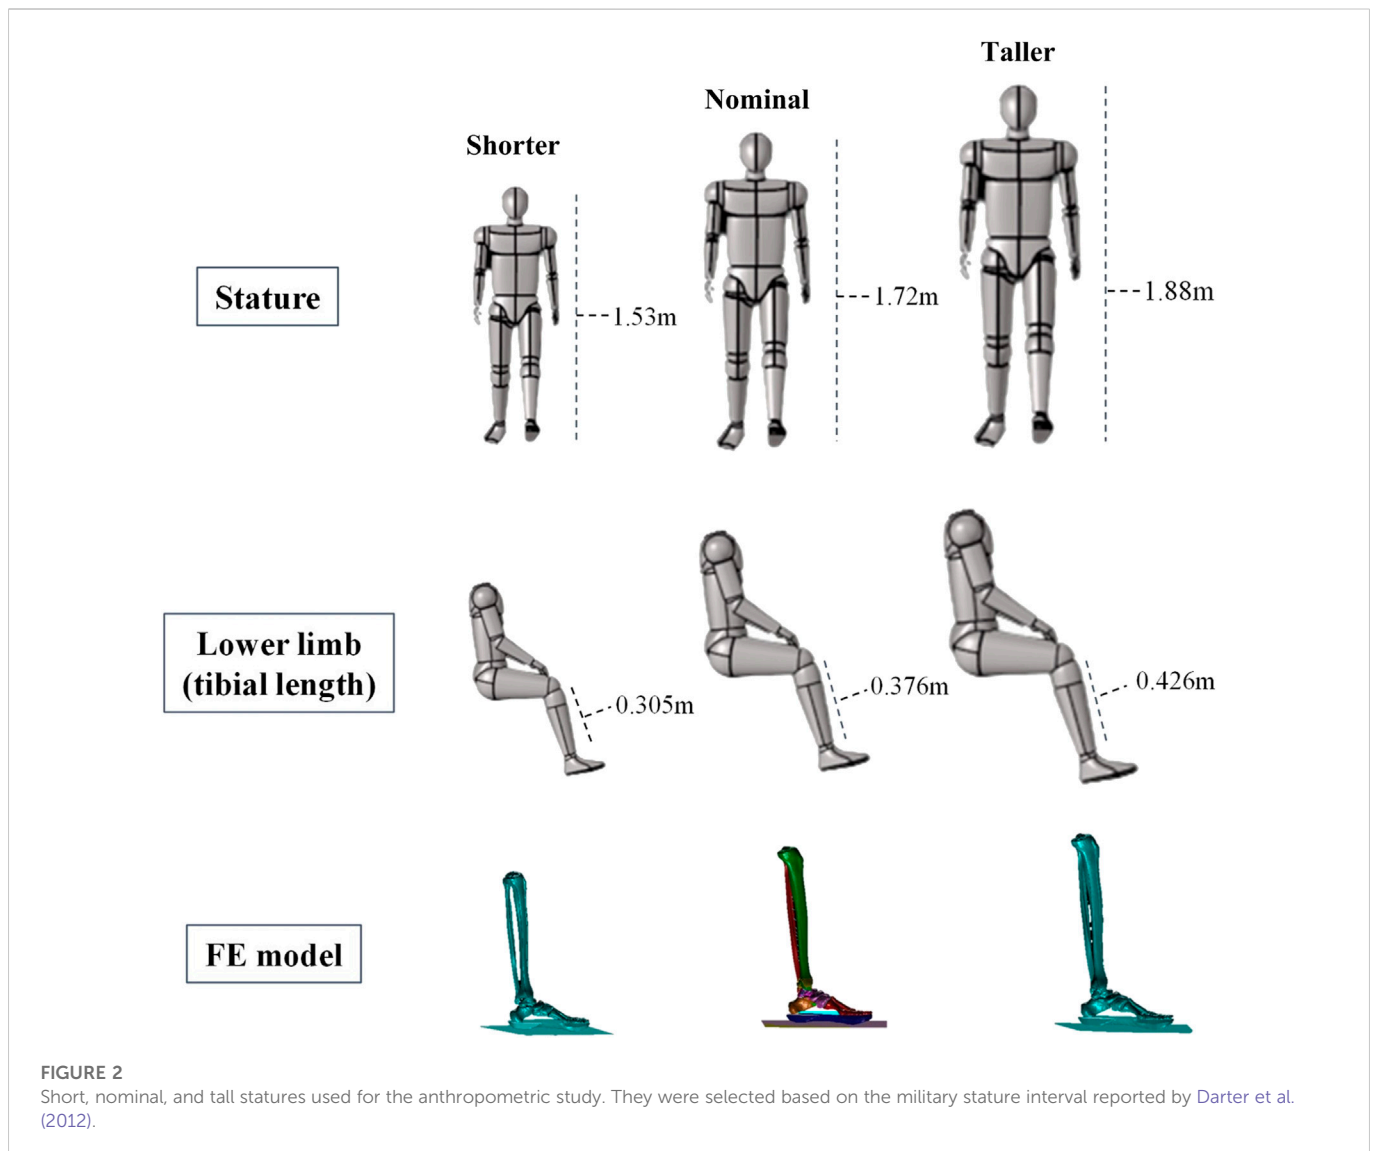 Taller
Nominal
Shorter
Stature
1.53m
1.72m
1.88m
Lower limb
(tibial length)
0.305m
0.376m
0.426m
FE model
FIGURE 2
Short, nominal, and tall statures used for the anthropometric study. They were selected based on the military stature interval reported by Darter et al.
(2012).